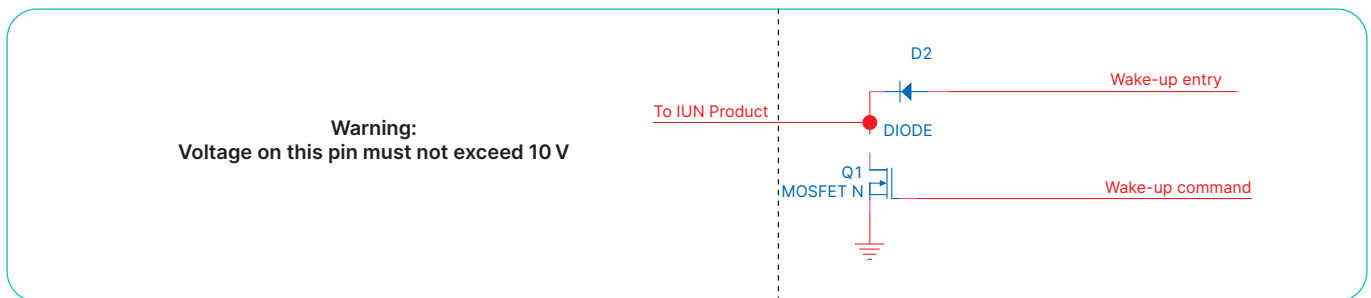 Warning:
Voltage on this pin must not exceed 10 V
To IUN Product
D2
Wake-up entry
DIODE
Q1
MOSFET N
Wake-up command